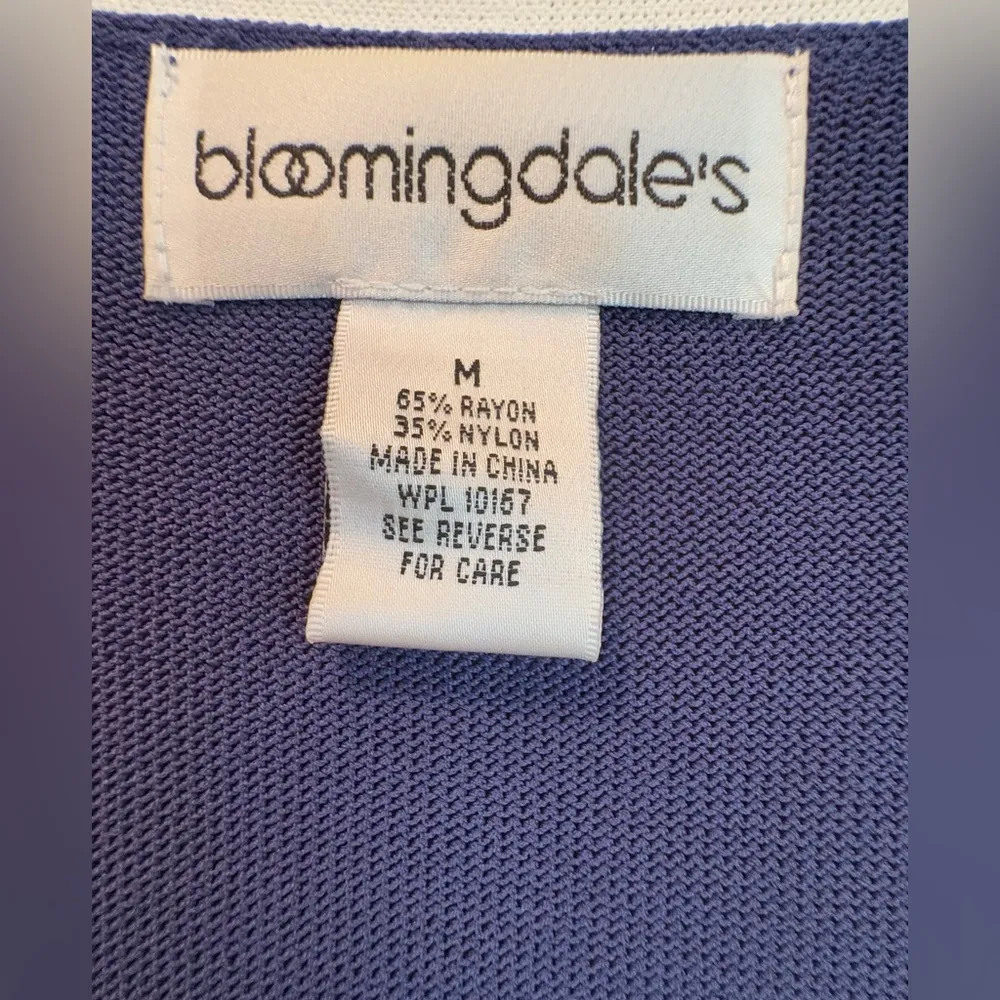 bloomingdale's
M
65% RAYON
35% NYLON
MADE IN CHINA
WPL 10167
SEE REVERSE
FOR CARE